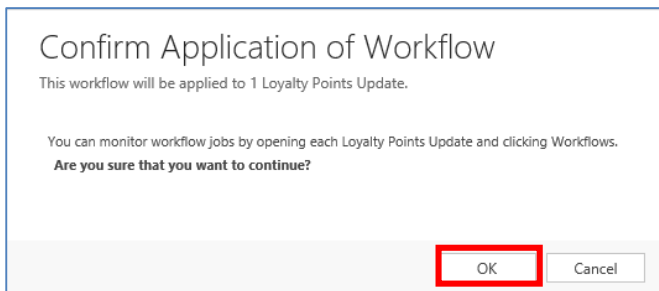 Confirm Application of Workflow
This workflow will be applied to 1 Loyalty Points Update.
You can monitor workflow jobs by opening each Loyalty Points Update and clicking Workflows.
Are you sure that you want to continue?
OK Cancel